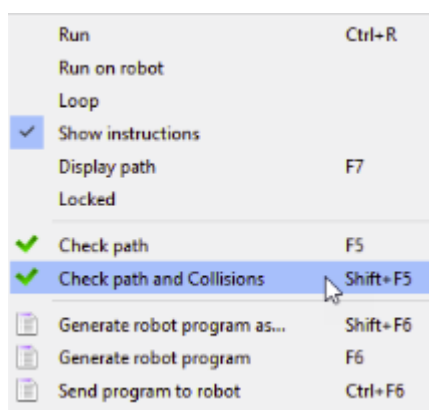 Run Ctrl+R
Run on robot
Loop
Show instructions
Display path F7
Locked
Check path F5
Check path and Collisions Shift+F5
Generate robot program as... Shift+F6
Generate robot program F6
Send program to robot Ctrl+F6